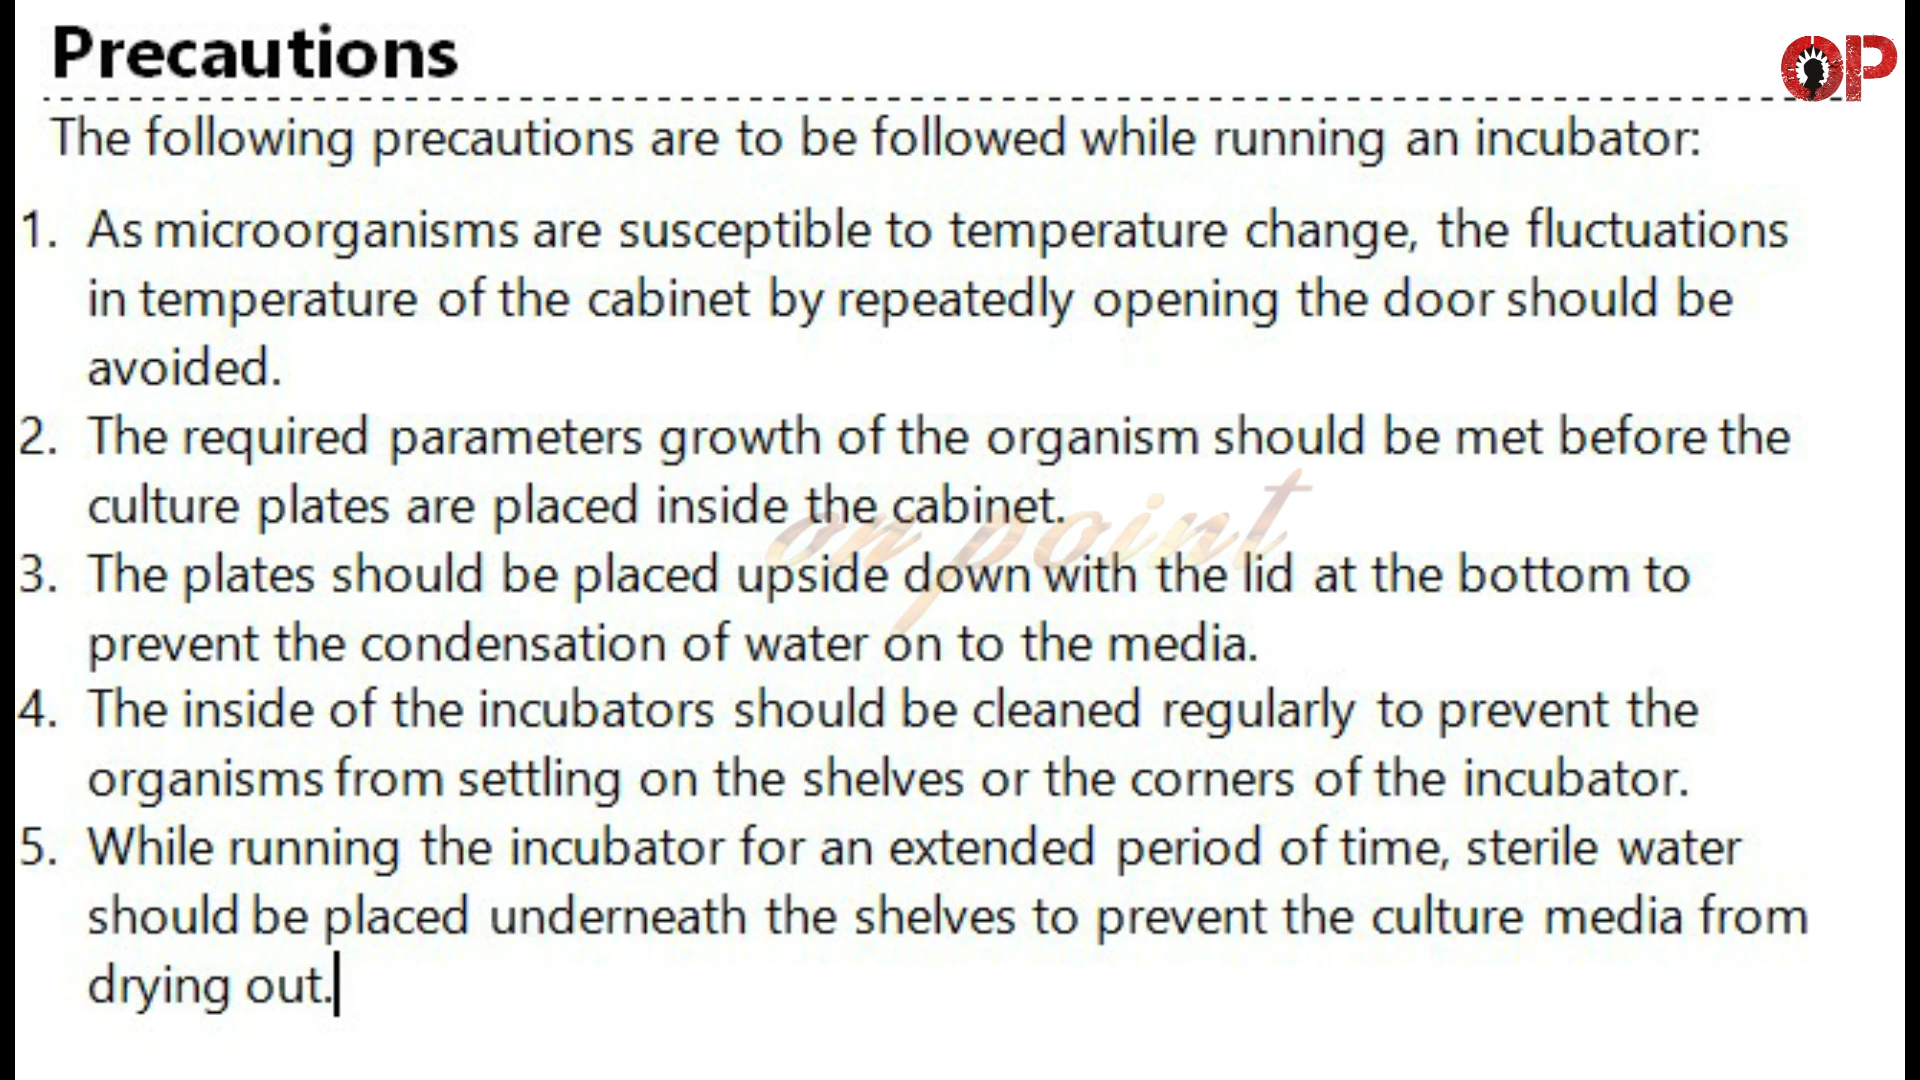 Precautions
OP
The following precautions are to be followed while running an incubator:
1. As microorganisms are susceptible to temperature change, the fluctuations
in temperature of the cabinet by repeatedly opening the door should be
avoided.
2. The required parameters growth of the organism should be met before the
culture plates are placed inside the cabinet.
on point
3. The plates should be placed upside down with the lid at the bottom to
prevent the condensation of water on to the media.
4. The inside of the incubators should be cleaned regularly to prevent the
organisms from settling on the shelves or the corners of the incubator.
5. While running the incubator for an extended period of time, sterile water
should be placed underneath the shelves to prevent the culture media from
drying out.